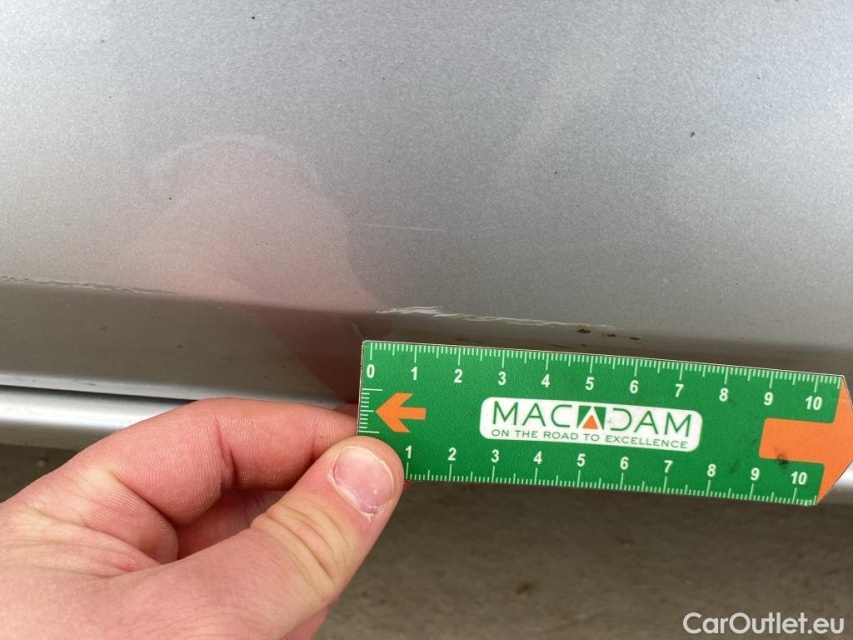 0 1 2 3 4 5 6 7 8 9 10
MACADAM
ON THE ROAD TO EXCELLENCE
1 2 3 4 5 6 7 8 9 10
CarOutlet.eu